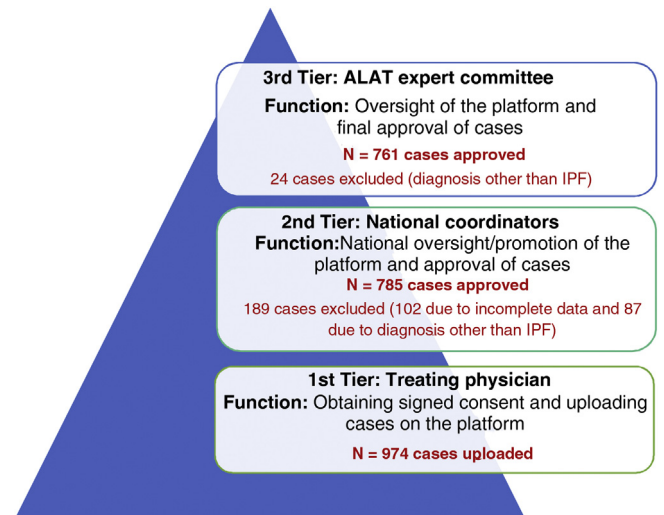 3rd Tier: ALAT expert committee
Function: Oversight of the platform and
final approval of cases
N = 761 cases approved
24 cases excluded (diagnosis other than IPF)
2nd Tier: National coordinators
Function:National oversight/promotion of the
platform and approval of cases
N = 785 cases approved
189 cases excluded (102 due to incomplete data and 87
due to diagnosis other than IPF)
1st Tier: Treating physician
Function: Obtaining signed consent and uploading
cases on the platform
N = 974 cases uploaded